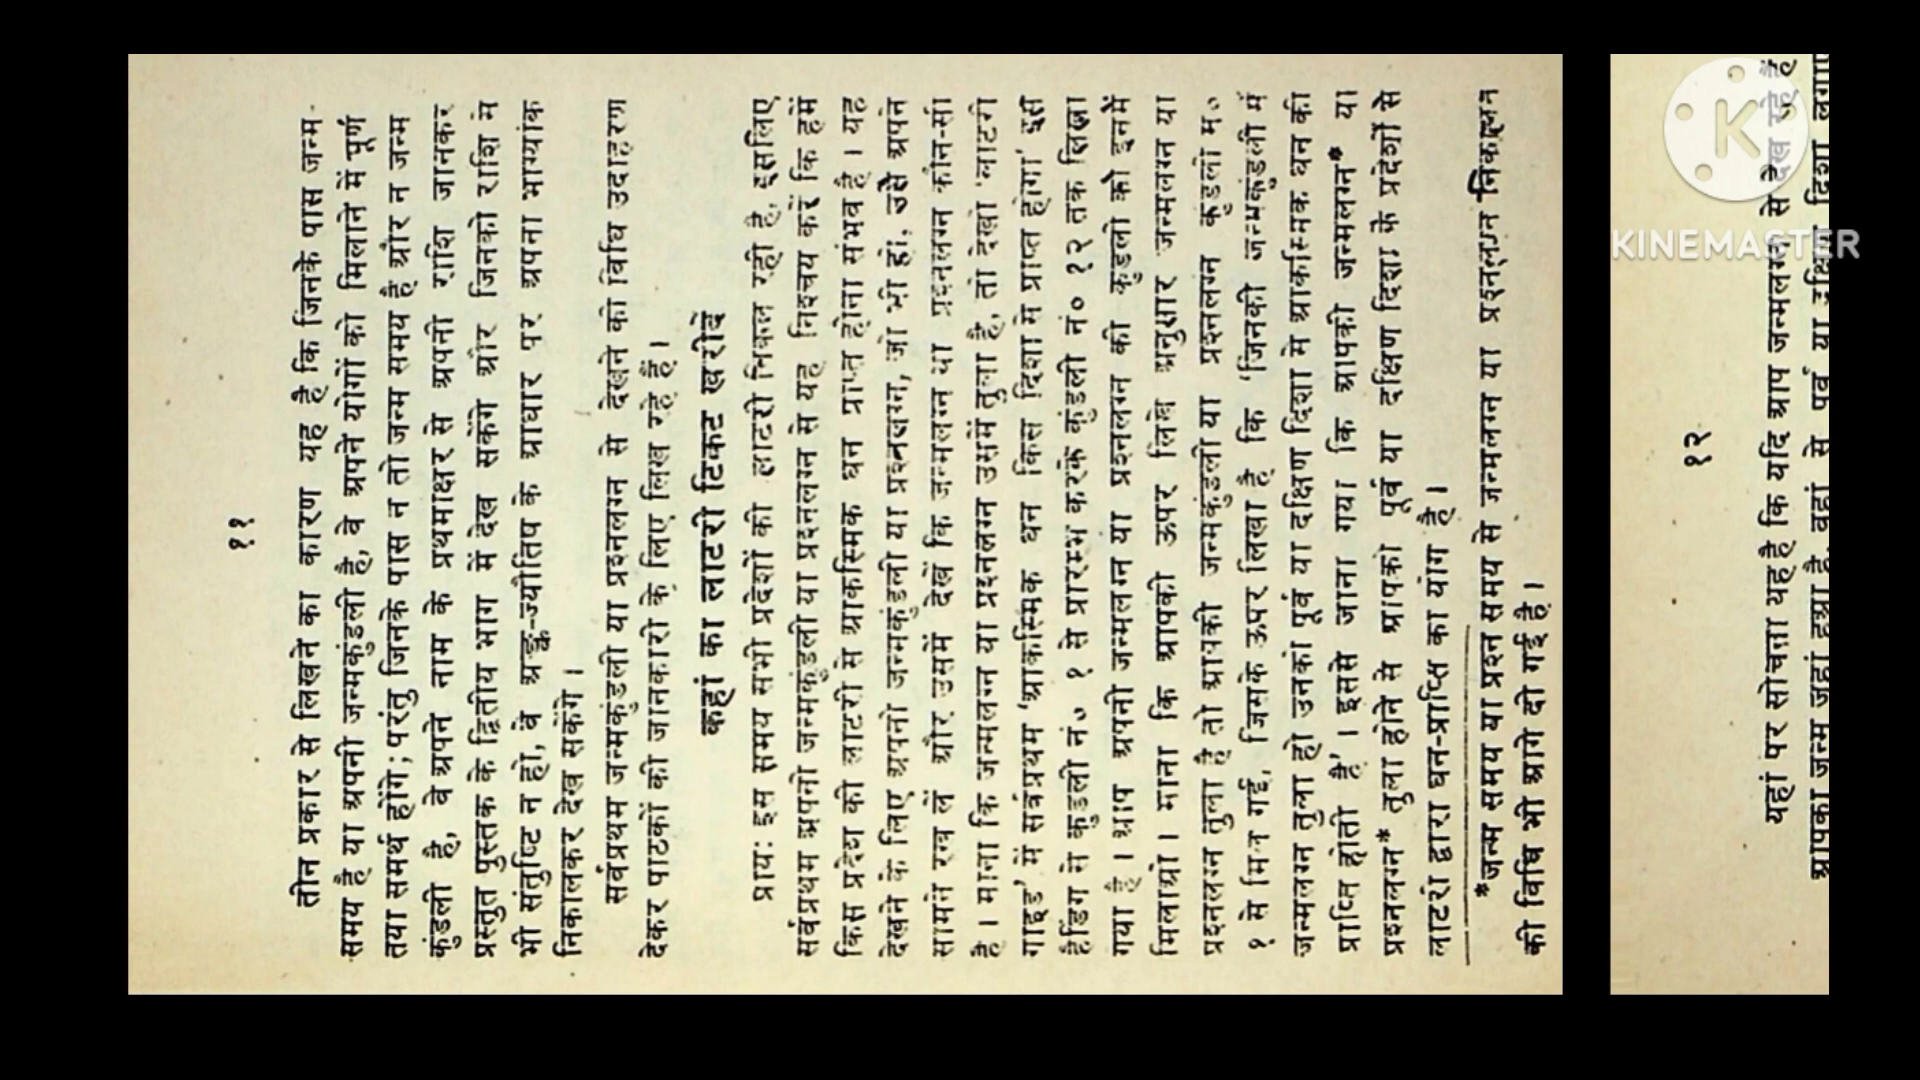 ११
तीन प्रकार से लिखने का कारण यह है कि जिनके पास जन्म-
समय है या अपनी जन्मकुंडली है, वे अपने योगों को मिलाने में पूर्ण
तया समर्थ होंगे; परंतु जिनके पास न तो जन्म समय है और न जन्म
कुंडली है, वे अपने नाम के प्रथमाक्षर से अपनी राशि जानकर
प्रस्तुत पुस्तक के द्वितीय भाग में देख सकेंगे और जिनको राशि में
भी संतुष्टि न हो, वे अङ्क-ज्यौतिष के आधार पर अपना भाग्यांक
निकालकर देख सकेंगे ।
सर्वप्रथम जन्मकुंडली या प्रश्नलग्न से देखने की विधि उदाहरण
देकर पाठकों की जानकारी के लिए लिख रहे हैं ।
कहां का लाटरी टिकट खरीदें
प्रायः इस समय सभी प्रदेशों की लाटरी निकल रही है, इसलिए
सर्वप्रथम अपनी जन्मकुंडली या प्रश्नलग्न से यह निश्चय करें कि हमें
किस प्रदेश की लाटरी से आकस्मिक धन प्राप्त होना संभव है । यह
देखने के लिए अपनी जन्मकुंडली या प्रश्नलग्न, जो भी हो, उसे अपने
सामने रख लें और उसमें देखें कि जन्मलग्न या प्रश्नलग्न कौन-सी
है । माना कि जन्मलग्न या प्रश्नलग्न उसमें तुला है, तो देखो 'लाटरी
गाइड' में सर्वप्रथम 'आकस्मिक धन किस दिशा से प्राप्त होगा' इस
हैडिंग से कुंडली नं० १ से प्रारम्भ करके कुंडली नं० १२ तक लिखा
गया है । आप अपनी जन्मलग्न या प्रश्नलग्न की कुंडली को इनमें
मिलाओ । माना कि आपकी ऊपर लिखे अनुसार जन्मलग्न या
प्रश्नलग्न तुला है तो आपकी जन्मकुंडली या प्रश्नलग्न कुंडली नं०
१ से मिल गई, जिसके ऊपर लिखा है कि 'जिनकी जन्मकुंडली में
जन्मलग्न तुला हो उनको पूर्व या दक्षिण दिशा से आकस्मिक धन की
प्राप्ति होती है' । इससे जाना गया कि आपकी जन्मलग्न* या
प्रश्नलग्न* तुला होने से आपको पूर्व या दक्षिण दिशा के प्रदेशों से
लाटरी द्वारा धन-प्राप्ति का योग है ।
*जन्म समय या प्रश्न समय से जन्मलग्न या प्रश्नलग्न निकालने
की विधि भी आगे दी गई है ।
१२
यहां पर सोचना यह है कि यदि आप जन्मलग्न से देख रहे हैं
आपका जन्म जहां हुआ है, वहां से पूर्व या दक्षिण दिशा लगाए
KINEMASTER